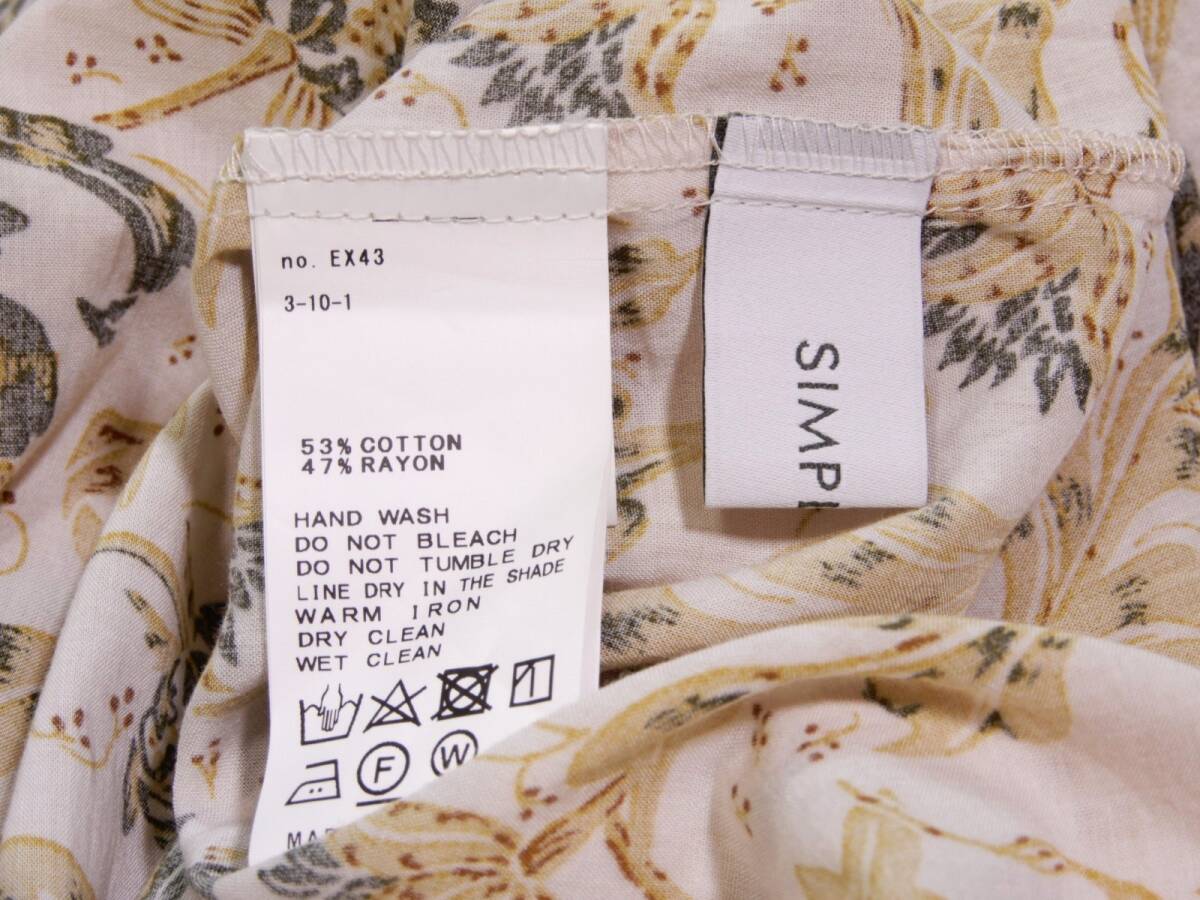 no. EX43
3-10-1
53% COTTON
47% RAYON
HAND WASH
DO NOT BLEACH
DO NOT TUMBLE DRY
LINE DRY IN THE SHADE
WARM IRON
DRY CLEAN
WET CLEAN
F W